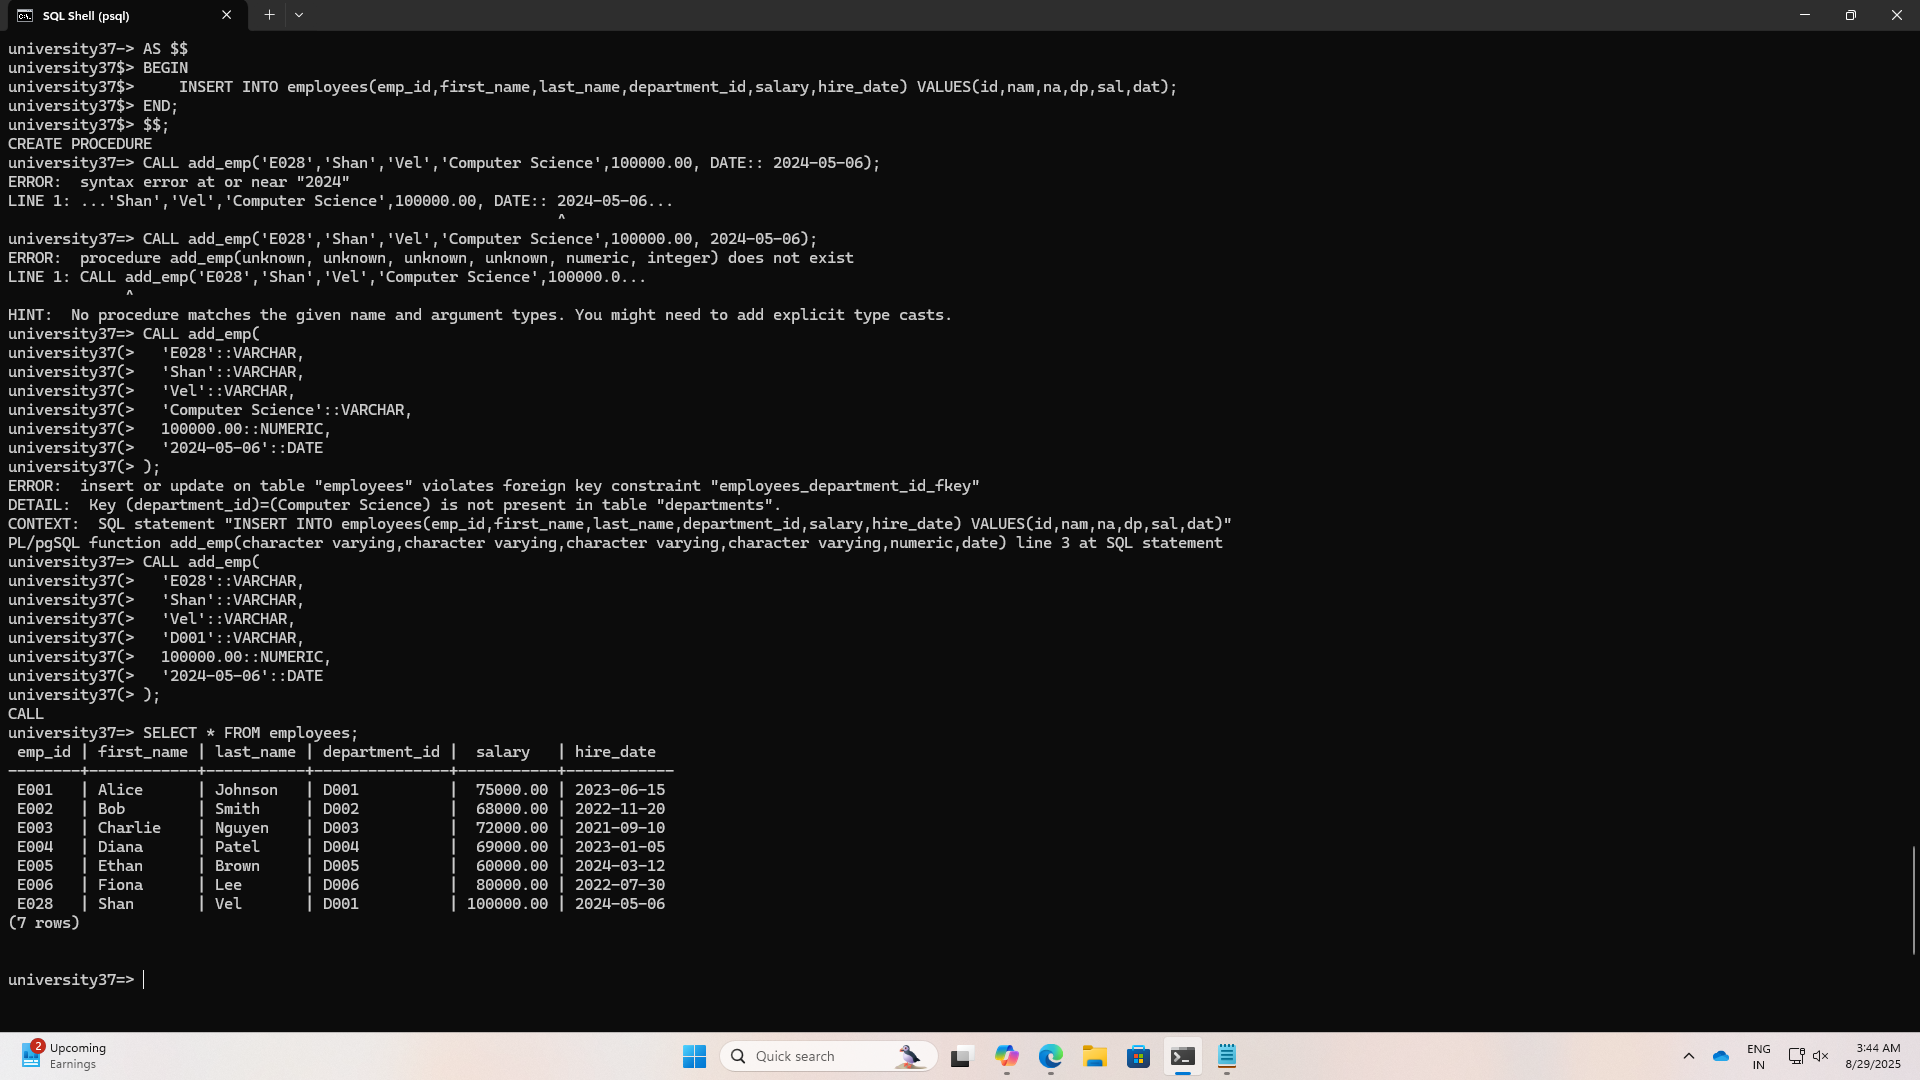 SQL Shell (psql)
university37-> AS $$
university37$> BEGIN
university37$>     INSERT INTO employees(emp_id,first_name,last_name,department_id,salary,hire_date) VALUES(id,nam,na,dp,sal,dat);
university37$> END;
university37$> $$;
CREATE PROCEDURE
university37=> CALL add_emp('E028','Shan','Vel','Computer Science',100000.00, DATE:: 2024-05-06);
ERROR:  syntax error at or near "2024"
LINE 1: ...'Shan','Vel','Computer Science',100000.00, DATE:: 2024-05-06...
^
university37=> CALL add_emp('E028','Shan','Vel','Computer Science',100000.00, 2024-05-06);
ERROR:  procedure add_emp(unknown, unknown, unknown, unknown, numeric, integer) does not exist
LINE 1: CALL add_emp('E028','Shan','Vel','Computer Science',100000.0...
^
HINT:  No procedure matches the given name and argument types. You might need to add explicit type casts.
university37=> CALL add_emp(
university37(>   'E028'::VARCHAR,
university37(>   'Shan'::VARCHAR,
university37(>   'Vel'::VARCHAR,
university37(>   'Computer Science'::VARCHAR,
university37(>   100000.00::NUMERIC,
university37(>   '2024-05-06'::DATE
university37(> );
ERROR:  insert or update on table "employees" violates foreign key constraint "employees_department_id_fkey"
DETAIL:  Key (department_id)=(Computer Science) is not present in table "departments".
CONTEXT:  SQL statement "INSERT INTO employees(emp_id,first_name,last_name,department_id,salary,hire_date) VALUES(id,nam,na,dp,sal,dat)"
PL/pgSQL function add_emp(character varying,character varying,character varying,character varying,numeric,date) line 3 at SQL statement
university37=> CALL add_emp(
university37(>   'E028'::VARCHAR,
university37(>   'Shan'::VARCHAR,
university37(>   'Vel'::VARCHAR,
university37(>   'D001'::VARCHAR,
university37(>   100000.00::NUMERIC,
university37(>   '2024-05-06'::DATE
university37(> );
CALL
university37=> SELECT * FROM employees;
 emp_id | first_name | last_name | department_id |  salary   | hire_date
--------+------------+-----------+---------------+-----------+------------
 E001   | Alice      | Johnson   | D001          |  75000.00 | 2023-06-15
 E002   | Bob        | Smith     | D002          |  68000.00 | 2022-11-20
 E003   | Charlie    | Nguyen    | D003          |  72000.00 | 2021-09-10
 E004   | Diana      | Patel     | D004          |  69000.00 | 2023-01-05
 E005   | Ethan      | Brown     | D005          |  60000.00 | 2024-03-12
 E006   | Fiona      | Lee       | D006          |  80000.00 | 2022-07-30
 E028   | Shan       | Vel       | D001          | 100000.00 | 2024-05-06
(7 rows)
university37=>
2
Upcoming
Earnings
Quick search
ENG
IN
3:44 AM
8/29/2025